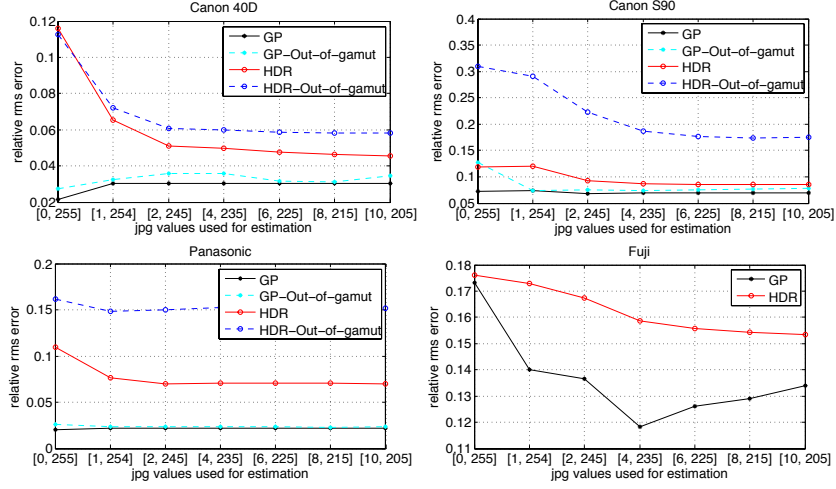 Canon 40D
0.12
0.1
0.08
0.06
0.04
0.02
relative rms error
GP
GP-Out-of-gamut
HDR
HDR-Out-of-gamut
[0, 255] [1, 254] [2, 245] [4, 235] [6, 225] [8, 215] [10, 205]
jpg values used for estimation
Canon S90
0.4
0.35
0.3
0.25
0.2
0.15
0.1
0.05
relative rms error
GP
GP-Out-of-gamut
HDR
HDR-Out-of-gamut
[0, 255] [1, 254] [2, 245] [4, 235] [6, 225] [8, 215] [10, 205]
jpg values used for estimation
Panasonic
0.2
0.15
0.1
0.05
0
relative rms error
GP
GP-Out-of-gamut
HDR
HDR-Out-of-gamut
[0, 255] [1, 254] [2, 245] [4, 235] [6, 225] [8, 215] [10, 205]
jpg values used for estimation
Fuji
0.18
0.17
0.16
0.15
0.14
0.13
0.12
0.11
relative rms error
GP
HDR
[0, 255] [1, 254] [2, 245] [4, 235] [6, 225] [8, 215] [10, 205]
jpg values used for estimation